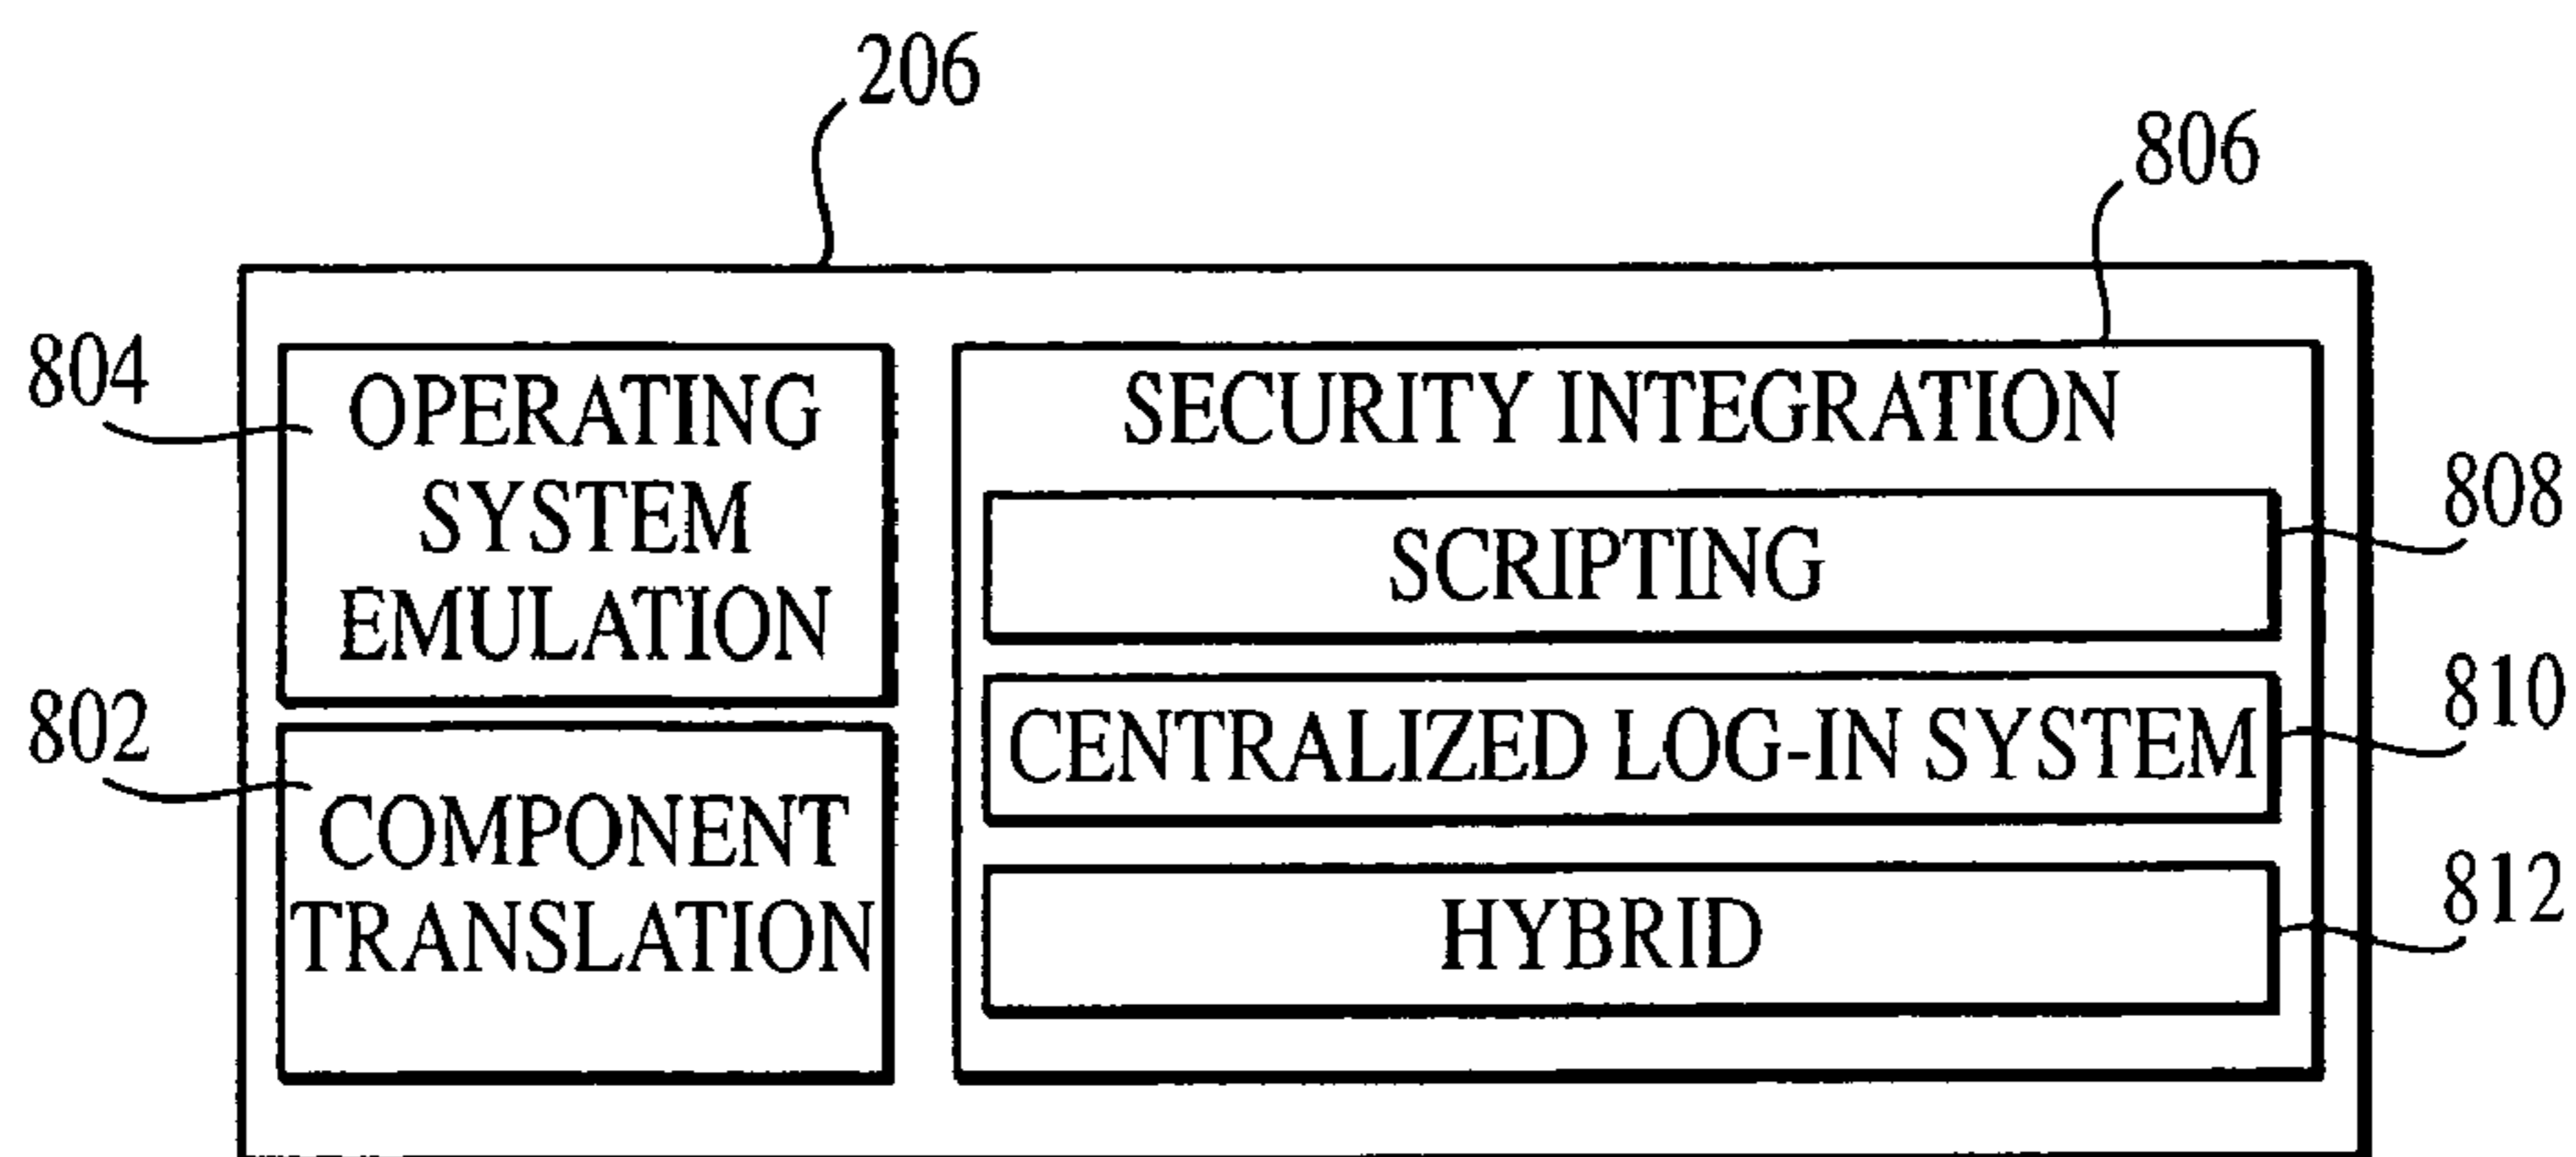 206
806
804
OPERATING
SYSTEM
EMULATION
802
COMPONENT
TRANSLATION
SECURITY INTEGRATION
SCRIPTING
808
CENTRALIZED LOG-IN SYSTEM
810
HYBRID
812